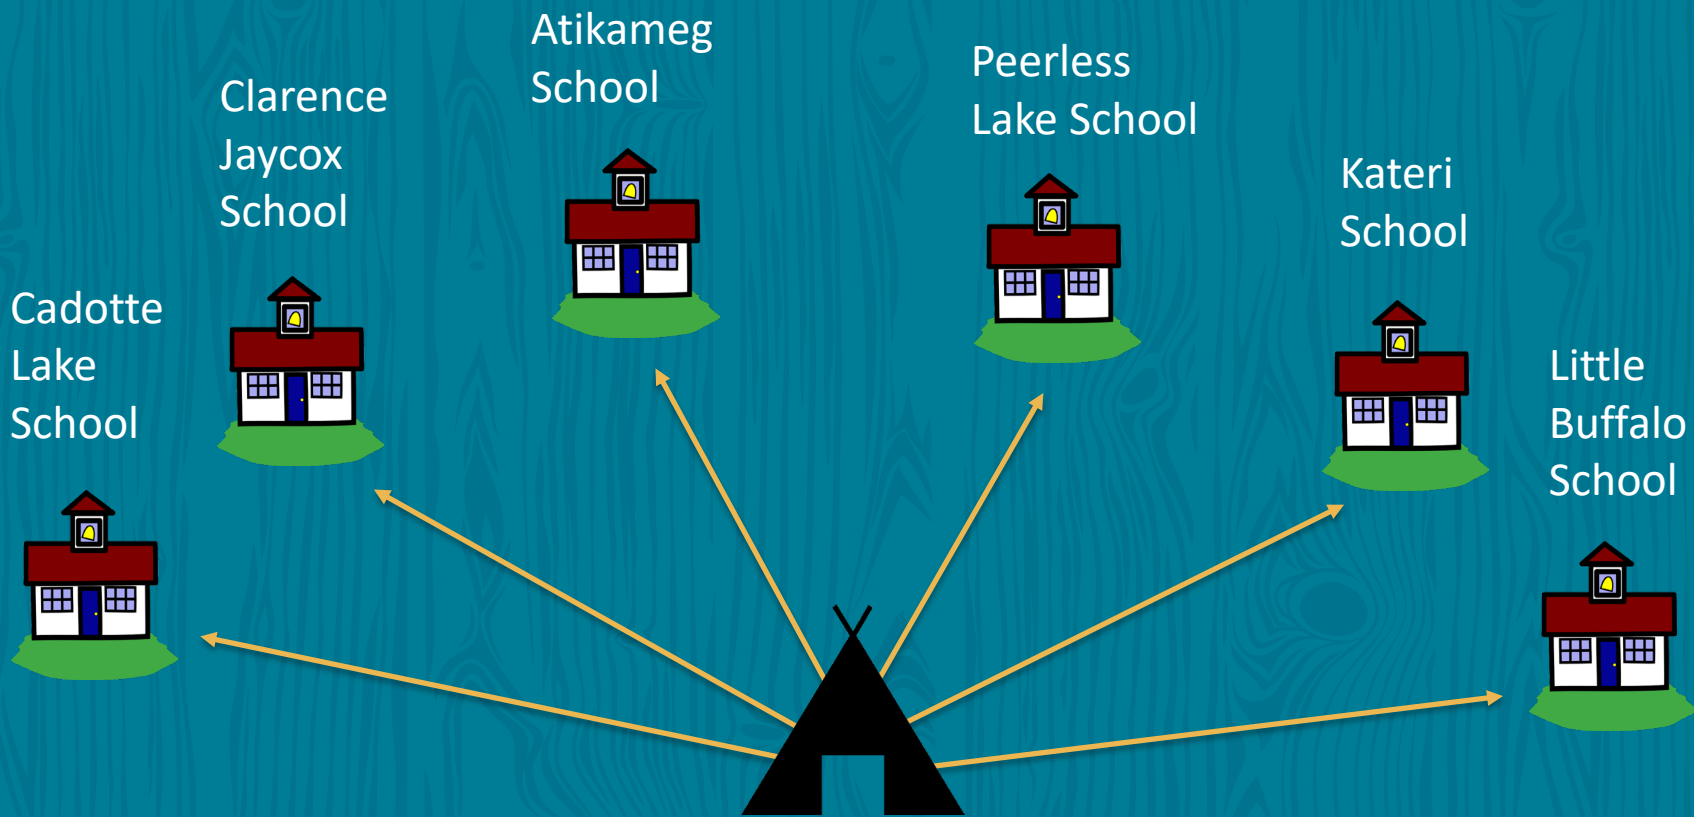 Cadotte
Lake
School
Clarence
Jaycox
School
Atikameg
School
Peerless
Lake School
Kateri
School
Little
Buffalo
School